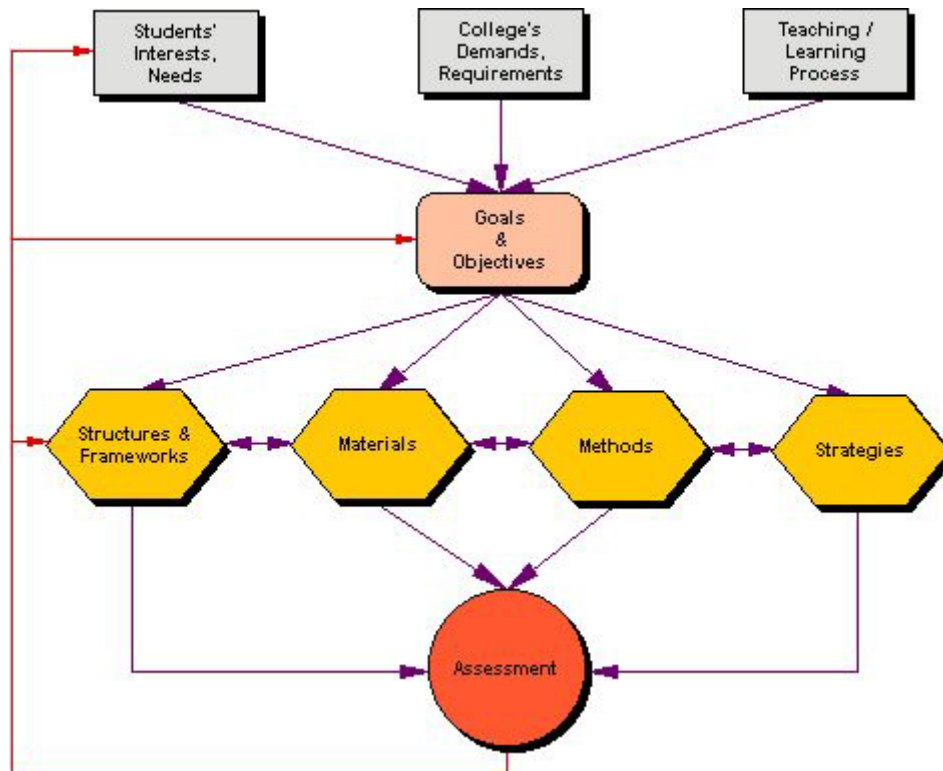 Students'
Interests,
Needs
College's
Demands,
Requirements
Teaching /
Learning
Process
Goals
&
Objectives
Structures &
Frameworks
Materials
Methods
Strategies
Assessment